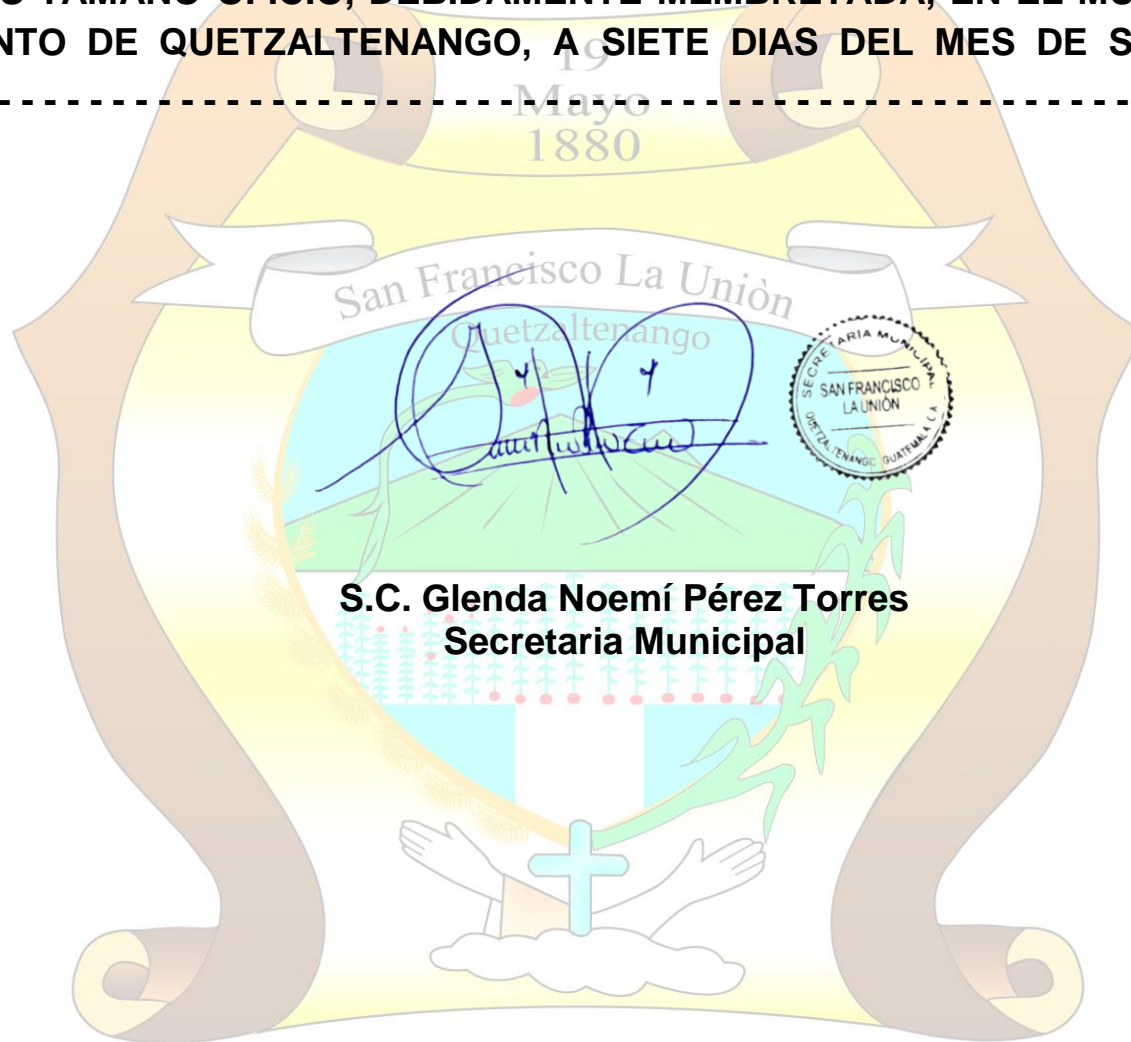 TAMAÑO OFICIO, DEBIDAMENTE MEMBRETADA, EN EL
NTO DE QUETZALTENANGO, A SIETE DIAS DEL MES DE S
19
Mayo
1880
San Francisco La Uniòn
Quetzaltenango
SECRETARIA MUNICIPAL
SAN FRANCISCO
LA UNIÓN
QUETZALTENANGO GUATEMALA C.A.
S.C. Glenda Noemí Pérez Torres
Secretaria Municipal